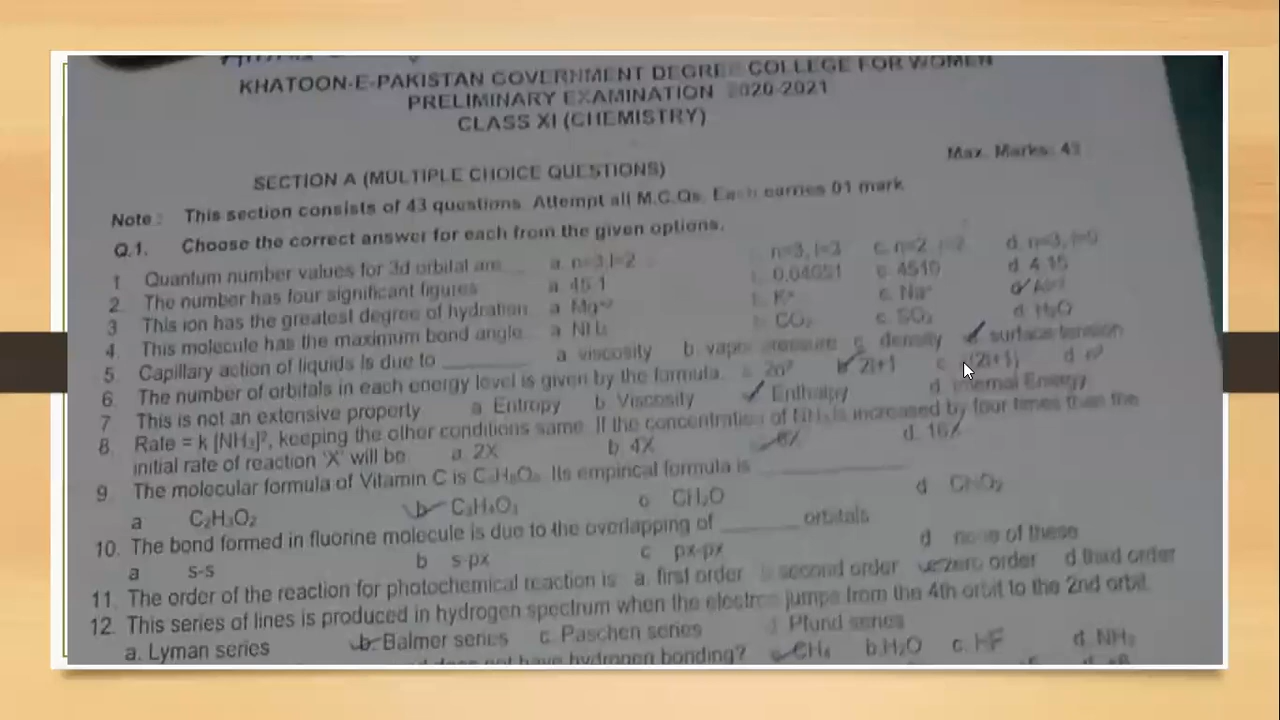 KHATOON-E-PAKISTAN GOVERNMENT DEGREE COLLEGE FOR WOMEN
PRELIMINARY EXAMINATION 2020-2021
CLASS XI (CHEMISTRY)
Max. Marks: 43
SECTION A (MULTIPLE CHOICE QUESTIONS)
Note : This section consists of 43 questions. Attempt all M.C.Qs. Each carries 01 mark
Q.1. Choose the correct answer for each from the given options.
1 Quantum number values for 3d orbital are a. n=3,l=2 n=3, l=3 c. n=2, l=2 d. n=3, l=0
2. The number has four significant figures a. 45.1 0.04051 c. 4510 d. 4.15
3 This ion has the greatest degree of hydration a Mg⁺² K⁺ c. Na⁺
4. This molecule has the maximum bond angle. a NH₃ CO₂ c. SO₂ d. H₂O
5. Capillary action of liquids is due to ________ a viscosity b. vapor pressure c. density surface tension
6. The number of orbitals in each energy level is given by the formula. 2n² 2l+1 (2l+1) d. n²
7 This is not an extensive property a. Entropy b. Viscosity Enthalpy d. Internal Energy
8. Rate = k [NH₃]², keeping the other conditions same. If the concentration of NH₃ is increased by four times than the
initial rate of reaction 'X' will be a. 2X b. 4X d. 16X
9. The molecular formula of Vitamin C is Its empirical formula is ________
a C₂H₃O₂ b C₃H₄O₃ c CH₂O d
10. The bond formed in fluorine molecule is due to the overlapping of ________ orbitals
a s-s b s-px c px-px d none of these
11. The order of the reaction for photochemical reaction is a. first order second order zero order d.third order
12. This series of lines is produced in hydrogen spectrum when the electron jumps from the 4th orbit to the 2nd orbit.
a. Lyman series b. Balmer series c. Paschen series d Pfund series
does not have hydrogen bonding? CH₄ b.H₂O c. HF d. NH₃